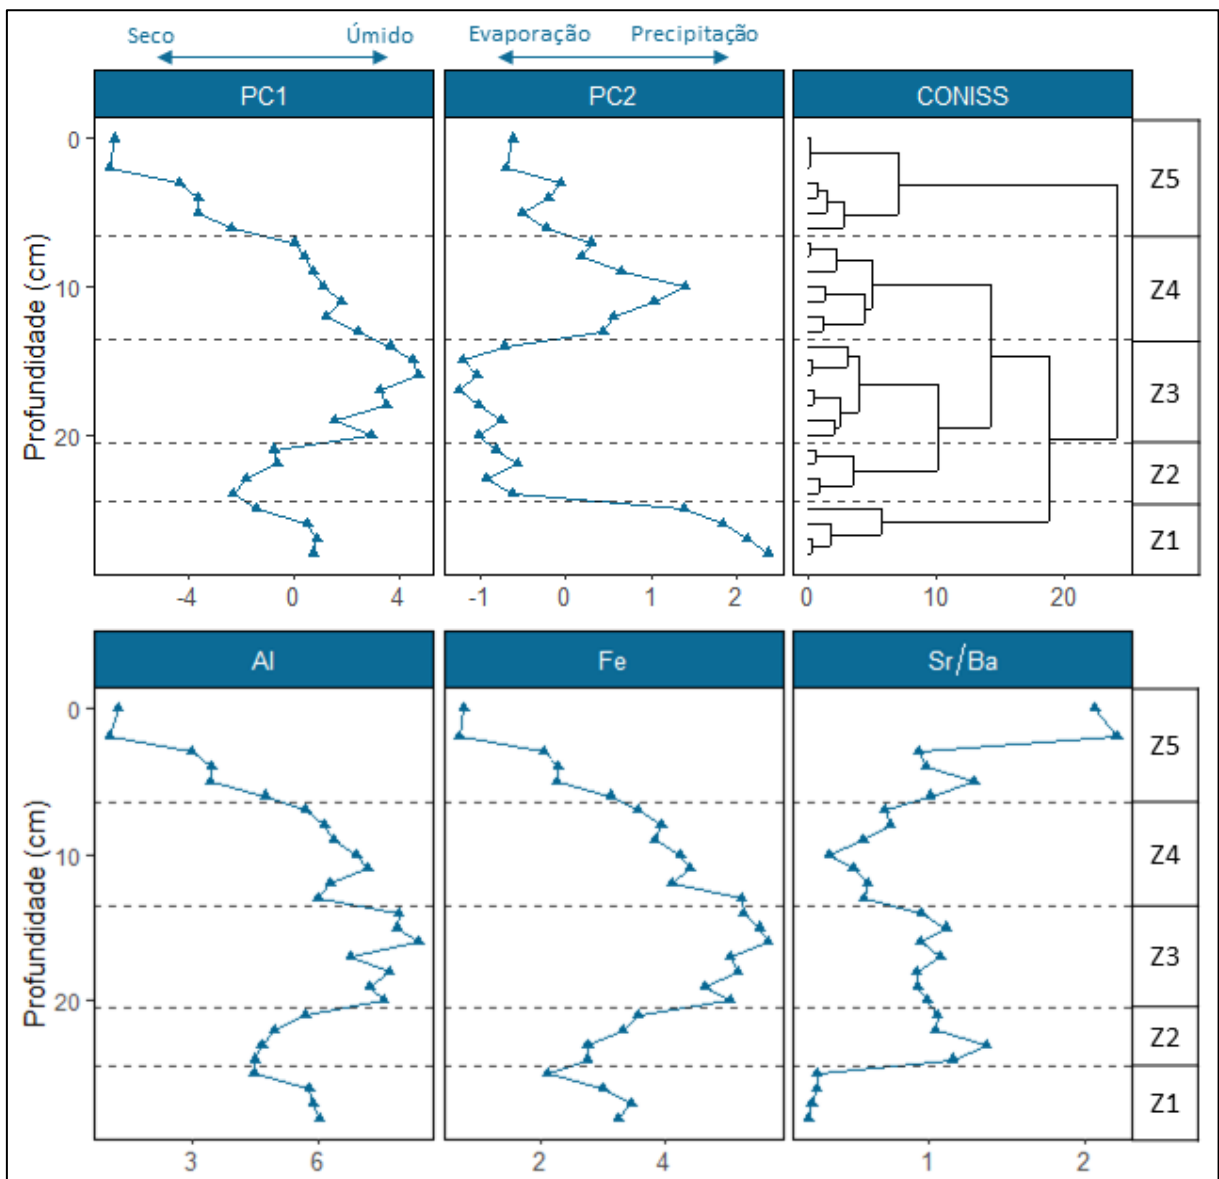 Seco Úmido Evaporação Precipitação
PC1 PC2 CONISS
Profundidade (cm)
0
10
20
Z5
Z4
Z3
Z2
Z1
-4 0 4 -1 0 1 2 0 10 20
Al Fe Sr/Ba
Profundidade (cm)
0
10
20
Z5
Z4
Z3
Z2
Z1
3 6 2 4 1 2